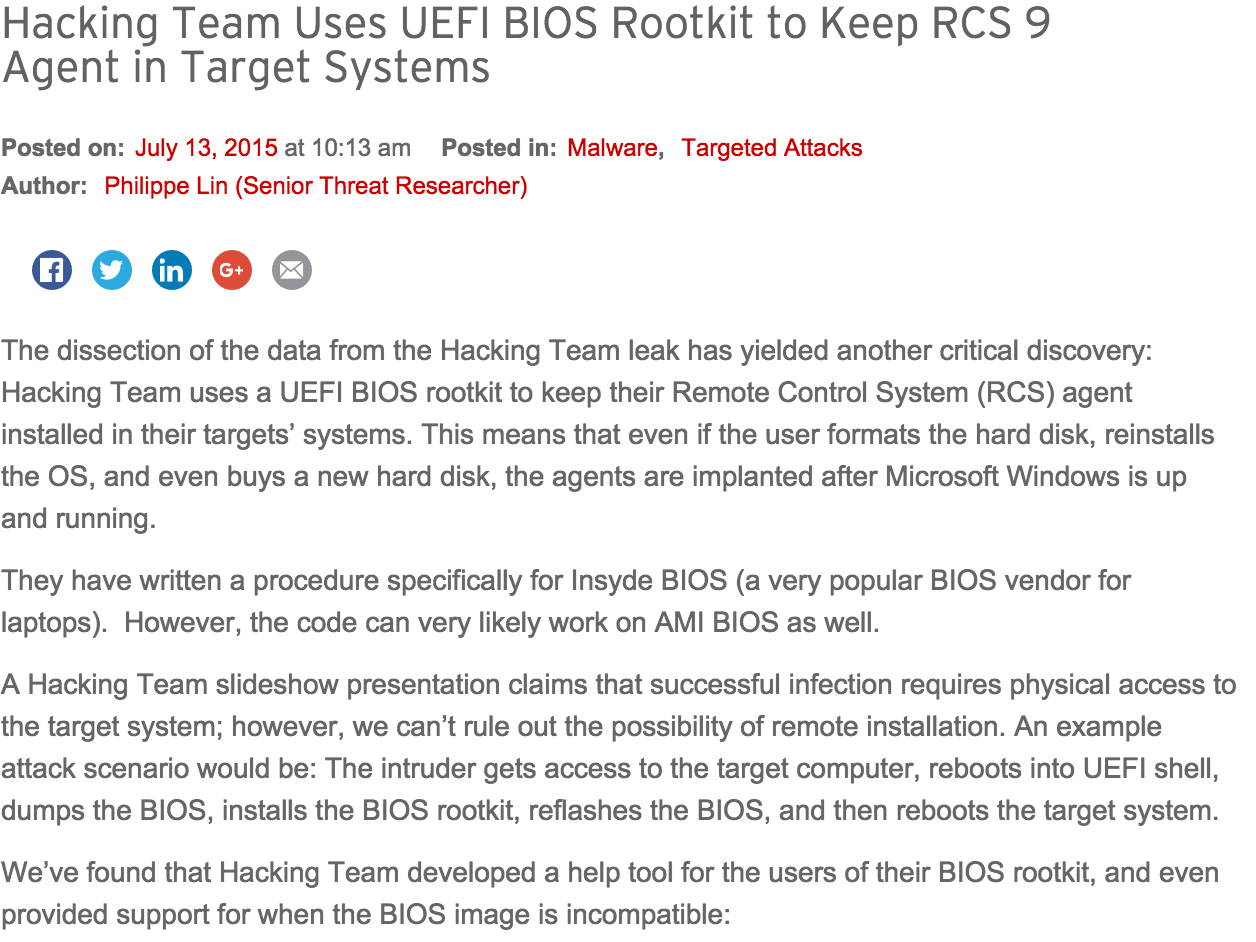 Hacking Team Uses UEFI BIOS Rootkit to Keep RCS 9
Agent in Target Systems
Posted on: July 13, 2015 at 10:13 am Posted in: Malware, Targeted Attacks
Author: Philippe Lin (Senior Threat Researcher)
f in G+
The dissection of the data from the Hacking Team leak has yielded another critical discovery:
Hacking Team uses a UEFI BIOS rootkit to keep their Remote Control System (RCS) agent
installed in their targets’ systems. This means that even if the user formats the hard disk, reinstalls
the OS, and even buys a new hard disk, the agents are implanted after Microsoft Windows is up
and running.
They have written a procedure specifically for Insyde BIOS (a very popular BIOS vendor for
laptops).  However, the code can very likely work on AMI BIOS as well.
A Hacking Team slideshow presentation claims that successful infection requires physical access to
the target system; however, we can’t rule out the possibility of remote installation. An example
attack scenario would be: The intruder gets access to the target computer, reboots into UEFI shell,
dumps the BIOS, installs the BIOS rootkit, reflashes the BIOS, and then reboots the target system.
We’ve found that Hacking Team developed a help tool for the users of their BIOS rootkit, and even
provided support for when the BIOS image is incompatible: